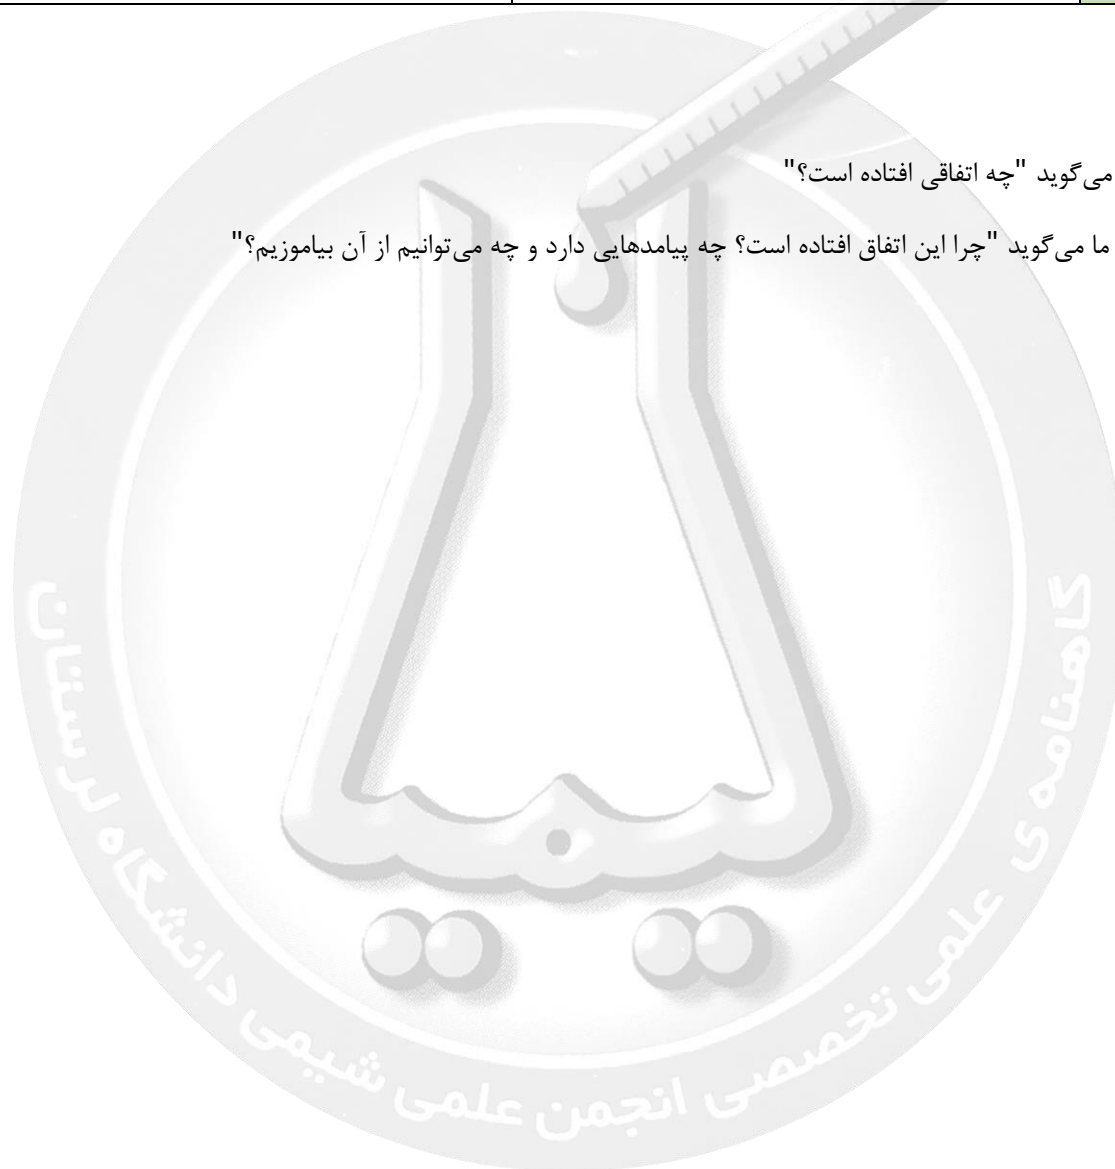 می‌گوید "چه اتفاقی افتاده است؟"
ما می‌گوید "چرا این اتفاق افتاده است؟ چه پیامدهایی دارد و چه می‌توانیم از آن بیاموزیم؟"
گاهنامه‌ی علمی تخصصی انجمن علمی شیمی دانشگاه لرستان